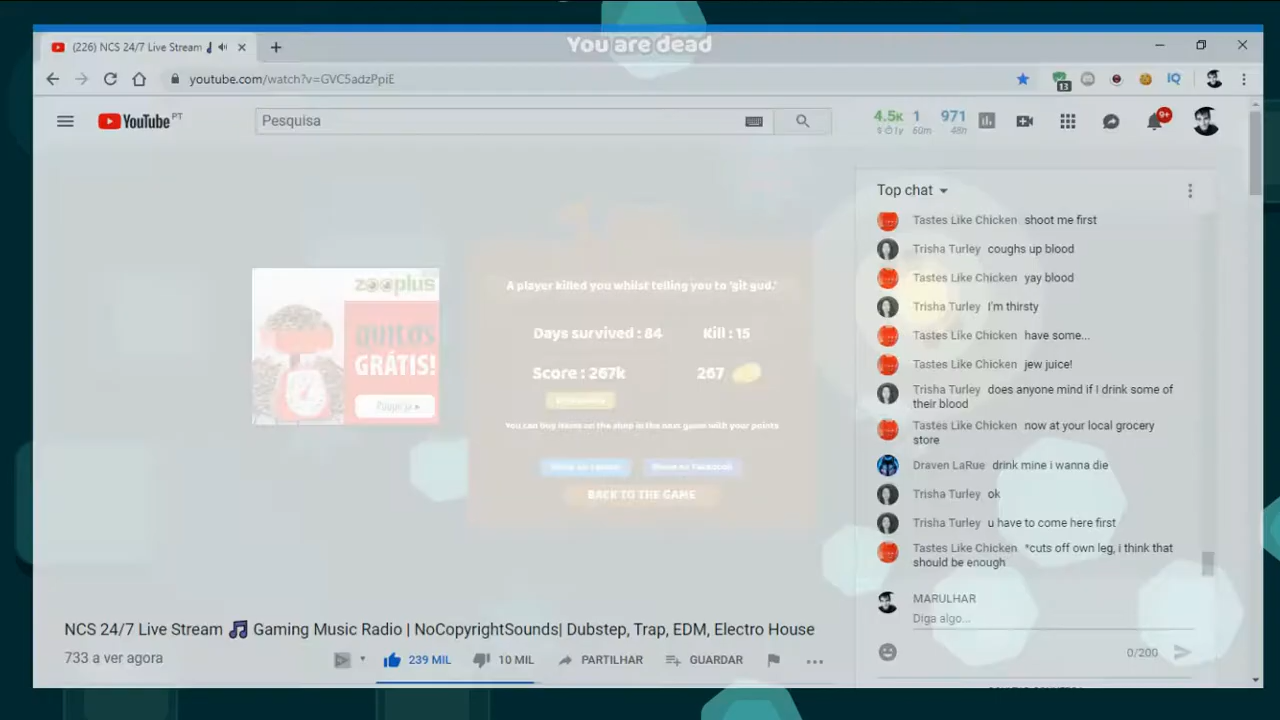 You are dead
(226) NCS 24/7 Live Stream 🎵
youtube.com/watch?v=GVC5adzPpiE
13
IQ
YouTube PT
Pesquisa
4.5K 1 971
1y 60m 48h
9+
Top chat
Tastes Like Chicken shoot me first
Trisha Turley coughs up blood
Tastes Like Chicken yay blood
Trisha Turley I'm thirsty
Tastes Like Chicken have some...
Tastes Like Chicken jew juice!
Trisha Turley does anyone mind if I drink some of
their blood
Tastes Like Chicken now at your local grocery
store
Draven LaRue drink mine i wanna die
Trisha Turley ok
Trisha Turley u have to come here first
Tastes Like Chicken *cuts off own leg, i think that
should be enough
MARULHAR
Diga algo...
0/200
zooplus
QUICOS
GRÁTIS!
A player killed you whilst telling you to 'git gud.'
Days survived : 84 Kill : 15
Score : 267k 267
You can buy items on the shop in the next game with your points
BACK TO THE GAME
NCS 24/7 Live Stream 🎵 Gaming Music Radio | NoCopyrightSounds| Dubstep, Trap, EDM, Electro House
733 a ver agora
239 MIL 10 MIL PARTILHAR GUARDAR